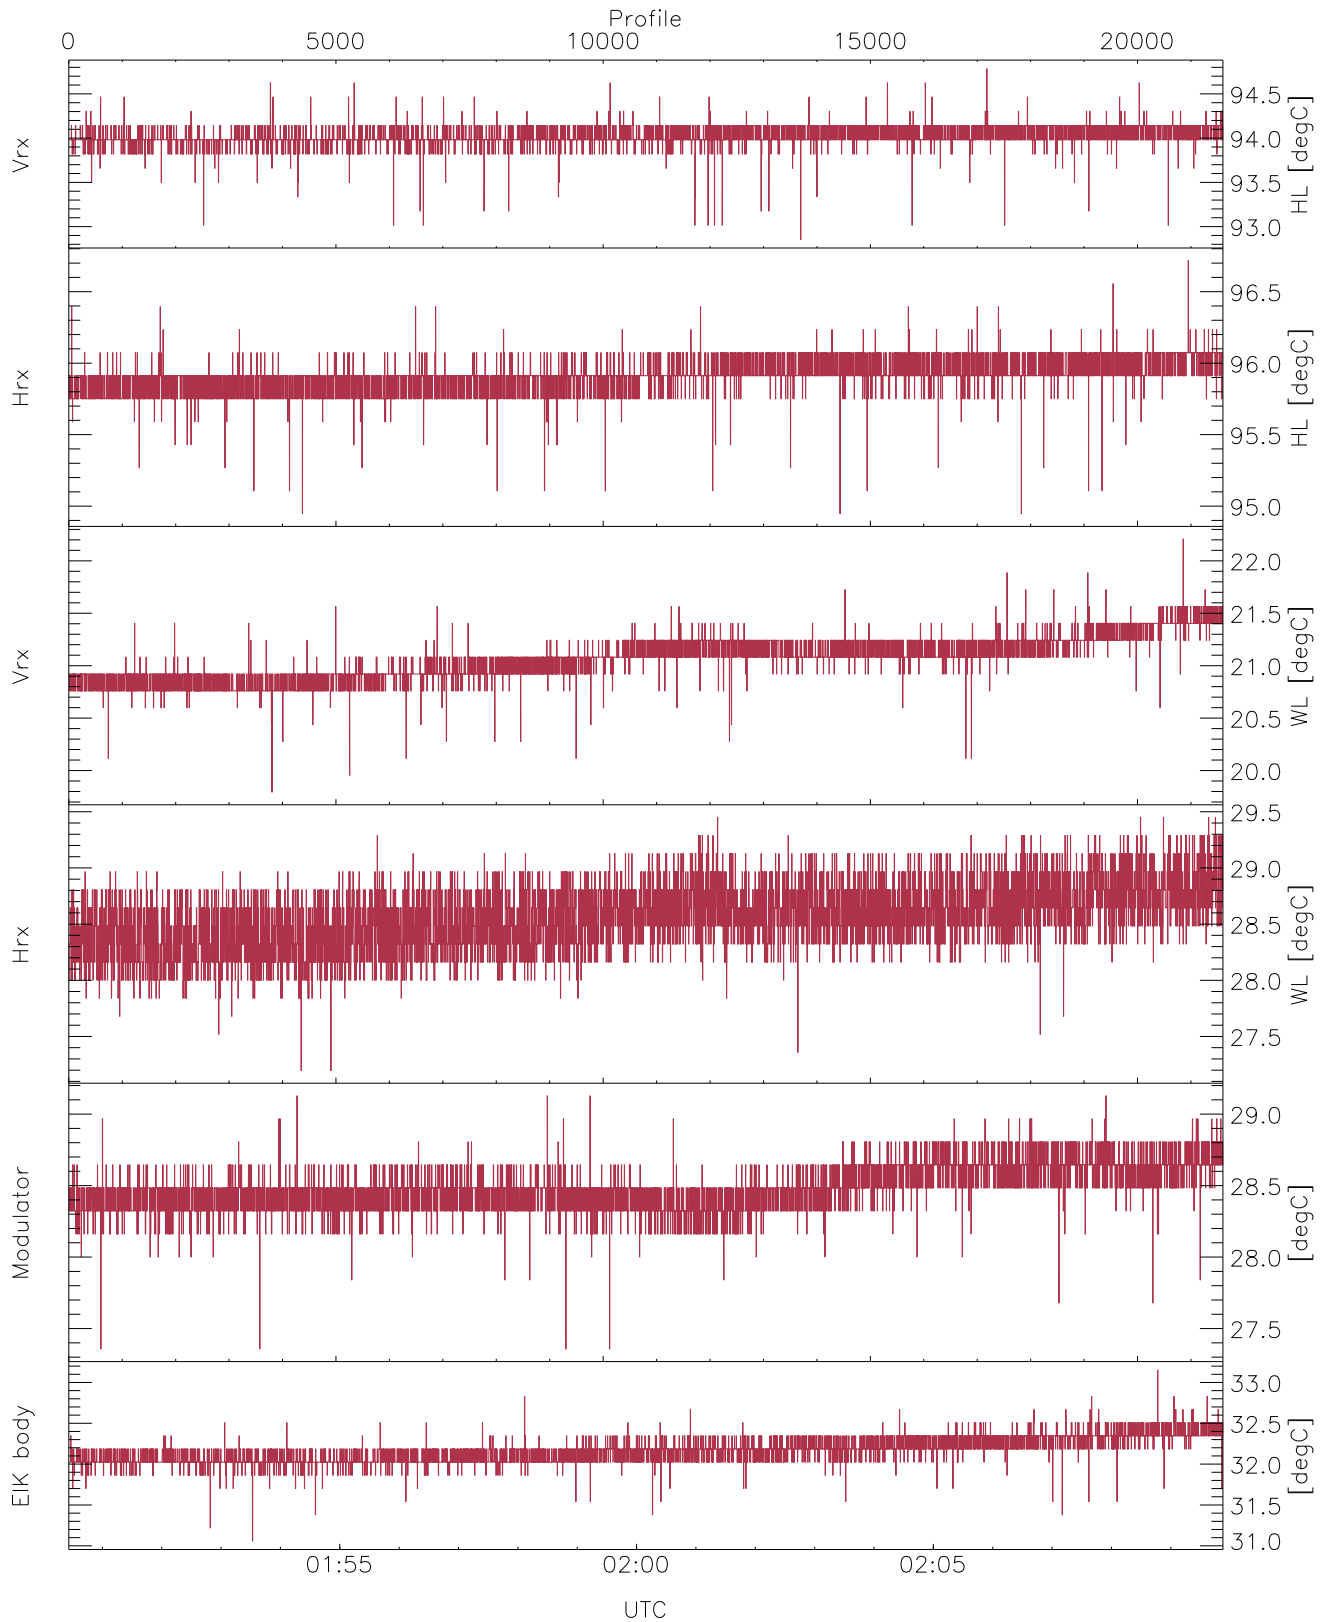 Profile
0 5000 10000 15000 20000
Vrx
94.5
94.0
93.5
93.0
HL [degC]
Hrx
96.5
96.0
95.5
95.0
HL [degC]
Vrx
22.0
21.5
21.0
20.5
20.0
WL [degC]
Hrx
29.5
29.0
28.5
28.0
27.5
WL [degC]
Modulator
29.0
28.5
28.0
27.5
[degC]
EIK body
33.0
32.5
32.0
31.5
31.0
[degC]
01:55 02:00 02:05
UTC